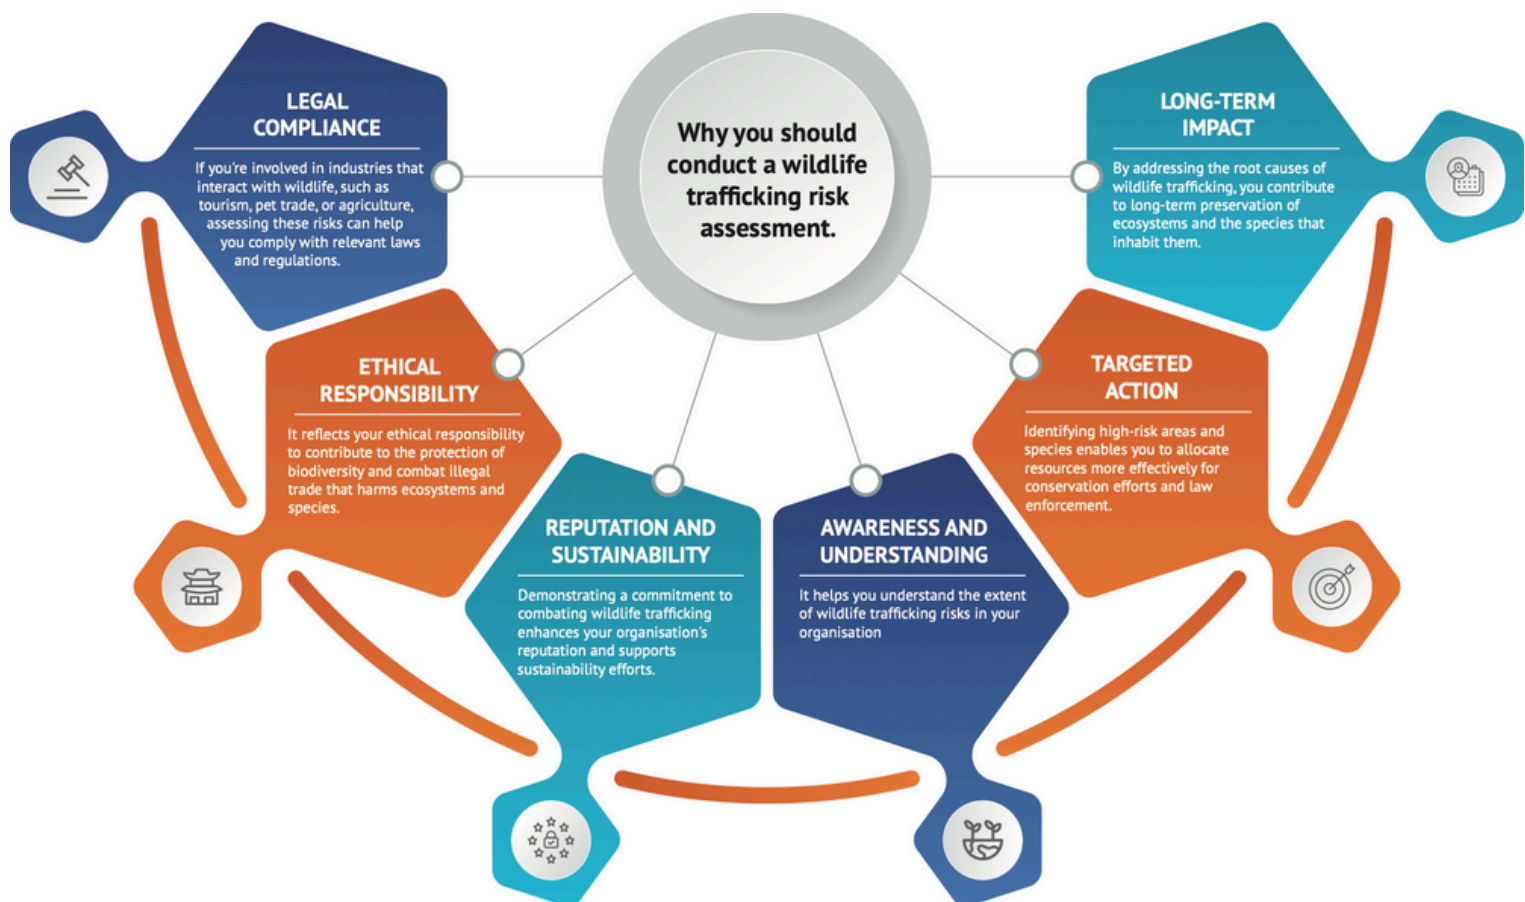 Why you should
conduct a wildlife
trafficking risk
assessment.
LEGAL
COMPLIANCE
If you're involved in industries that
interact with wildlife, such as
tourism, pet trade, or agriculture,
assessing these risks can help
you comply with relevant laws
and regulations.
ETHICAL
RESPONSIBILITY
It reflects your ethical responsibility
to contribute to the protection of
biodiversity and combat illegal
trade that harms ecosystems and
species.
REPUTATION AND
SUSTAINABILITY
Demonstrating a commitment to
combating wildlife trafficking
enhances your organisation's
reputation and supports
sustainability efforts.
AWARENESS AND
UNDERSTANDING
It helps you understand the extent
of wildlife trafficking risks in your
organisation
TARGETED
ACTION
Identifying high-risk areas and
species enables you to allocate
resources more effectively for
conservation efforts and law
enforcement.
LONG-TERM
IMPACT
By addressing the root causes of
wildlife trafficking, you contribute
to long-term preservation of
ecosystems and the species that
inhabit them.